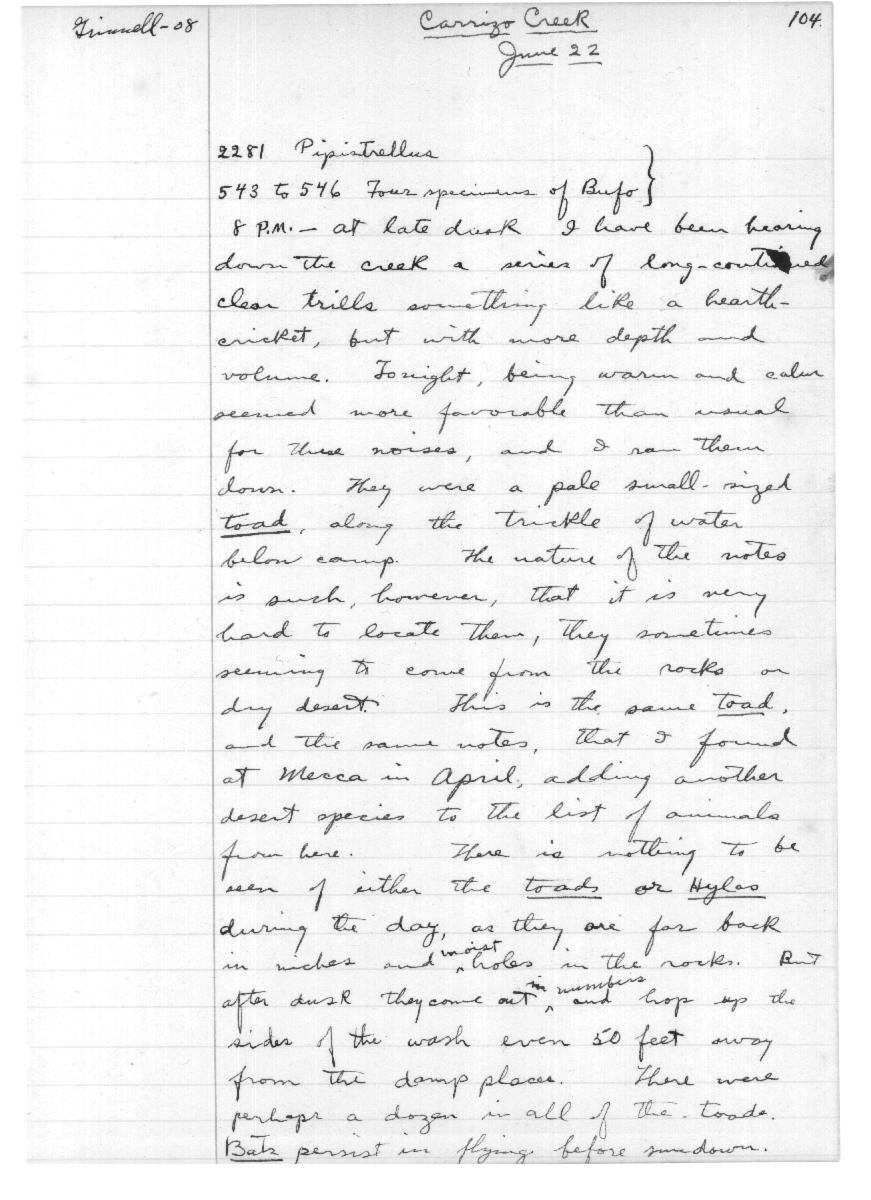 Grinnell-08
Carrizo Creek
104
June 22
2281 Pipistrellus
543 to 546 Four specimens of Bufo }
8 P.M. — at late dusk I have been hearing
down the creek a series of long-continued
clear trills something like a hearth-
cricket, but with more depth and
volume. Tonight, being warm and calm
seemed more favorable than usual
for these noises, and I ran them
down. They were a pale small-sized
toad, along the trickle of water
below camp. The nature of the notes
is such, however, that it is very
hard to locate them, they sometimes
seeming to come from the rocks or
dry desert. This is the same toad,
and the same notes, that I found
at Mecca in April, adding another
desert species to the list of animals
from here. There is nothing to be
seen of either the toads or Hylas
during the day, as they are far back
in niches and ^moist holes in the rocks. But
after dusk they come out ^in numbers and hop up the
sides of the wash even 50 feet away
from the damp places. There were
perhaps a dozen in all of the toads.
Bats persist in flying before sundown.